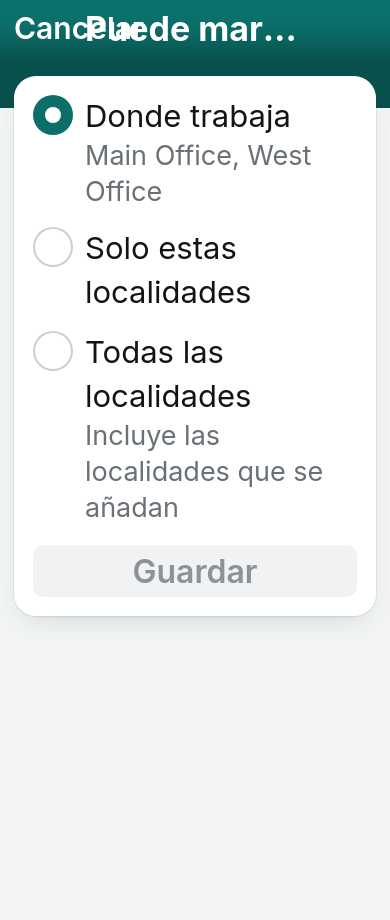 Cancelar
Puede mar…
Donde trabaja
Main Office, West
Office
Solo estas
localidades
Todas las
localidades
Incluye las
localidades que se
añadan
Guardar